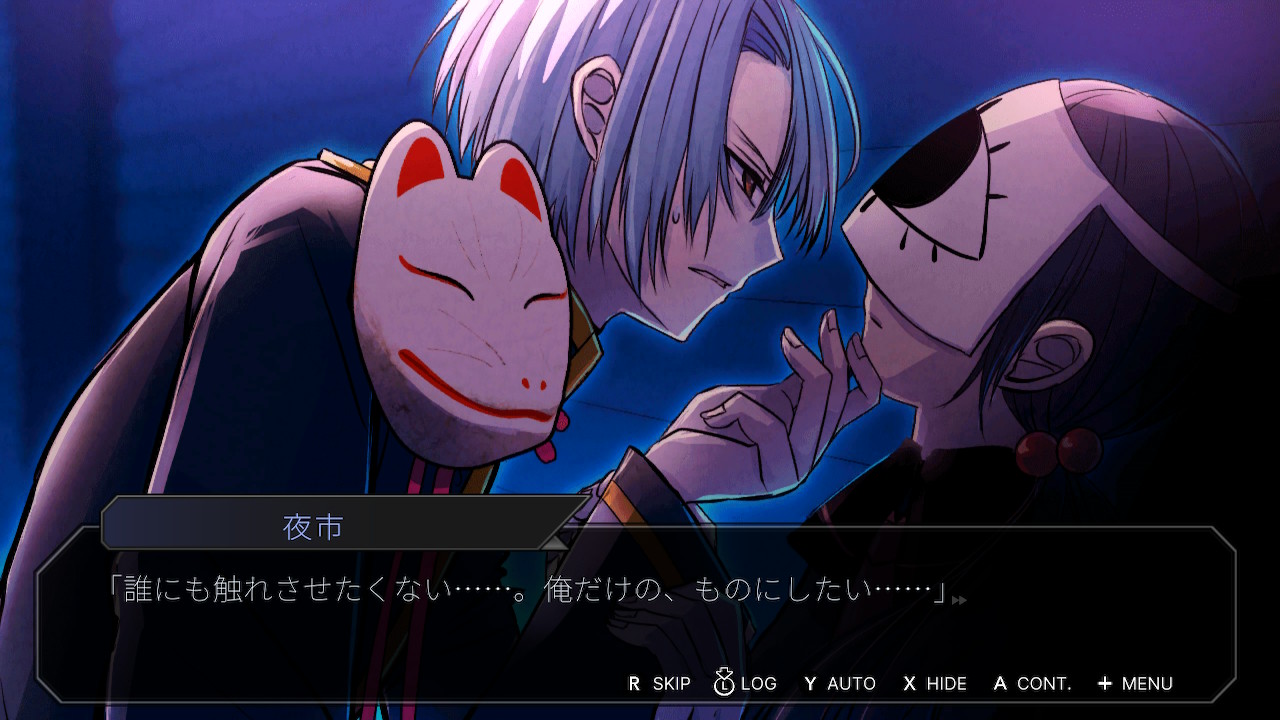 夜市
「誰にも触れさせたくない……。俺だけの、ものにしたい……」
R SKIP L LOG Y AUTO X HIDE A CONT. + MENU